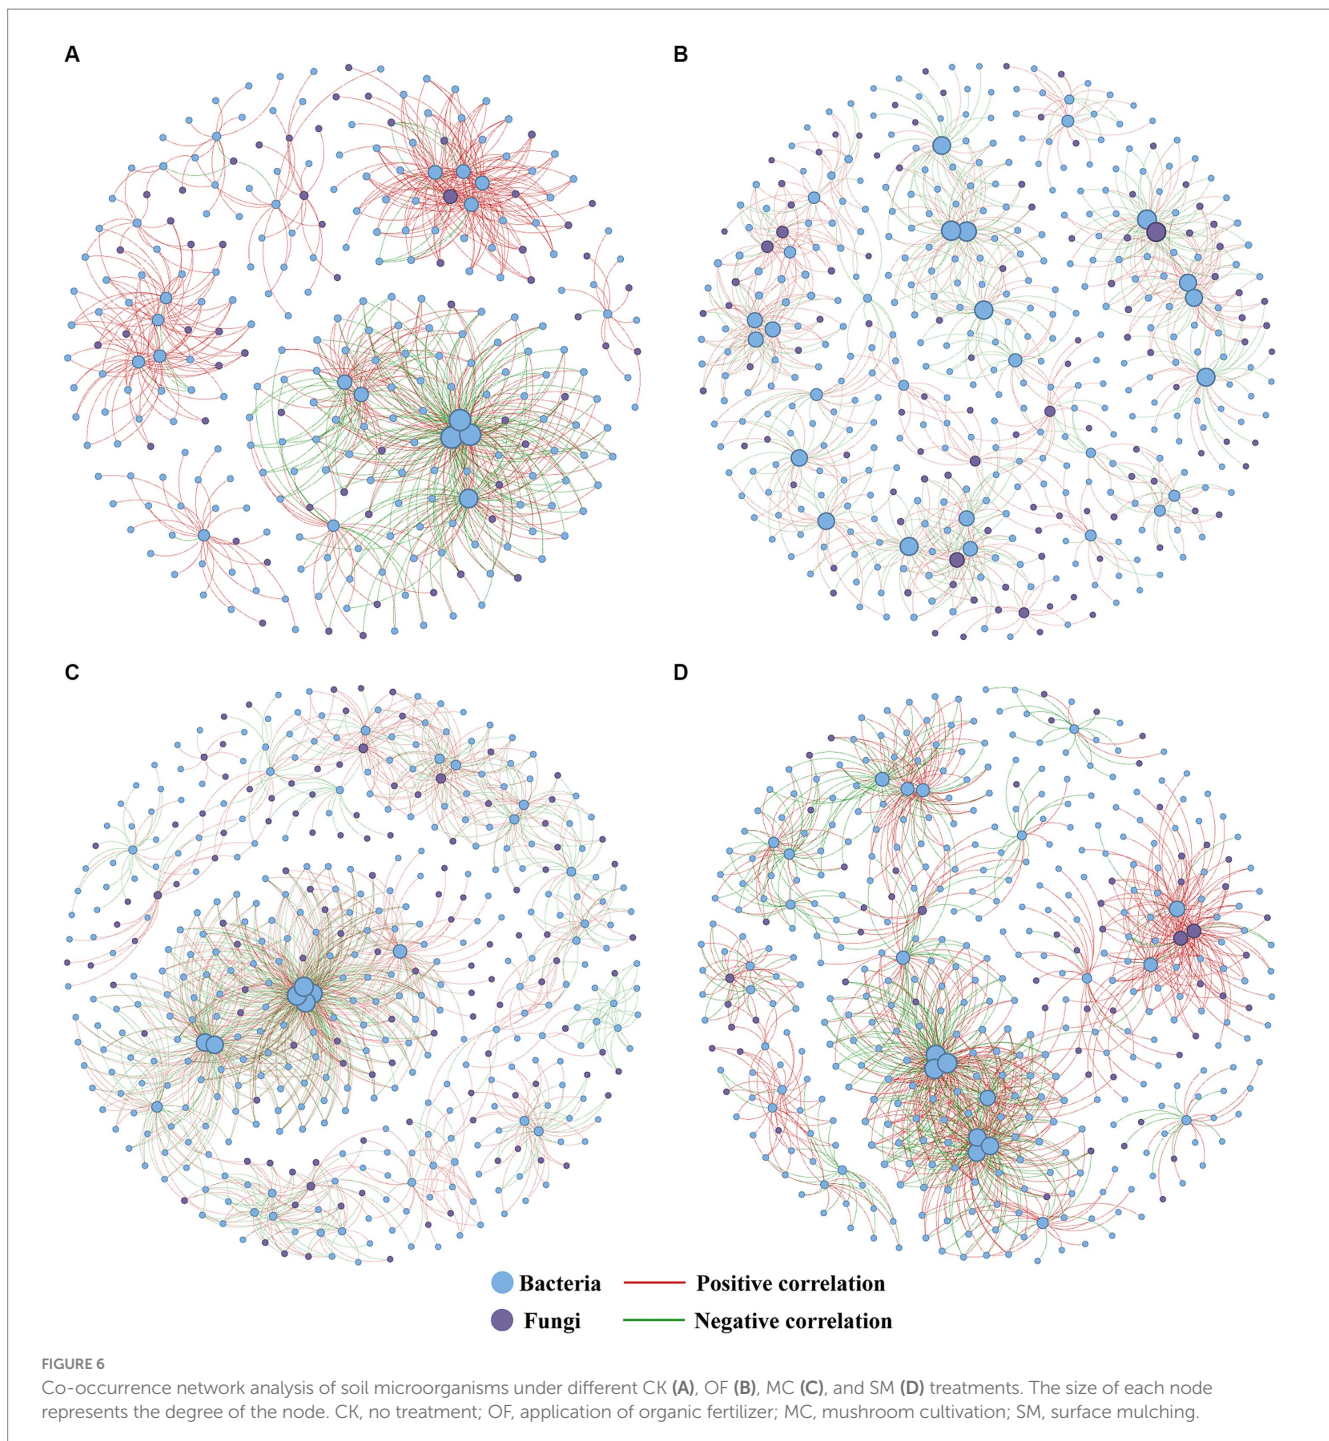 A
B
C
D
Bacteria
Positive correlation
Fungi
Negative correlation
FIGURE 6
Co-occurrence network analysis of soil microorganisms under different CK (A), OF (B), MC (C), and SM (D) treatments. The size of each node
represents the degree of the node. CK, no treatment; OF, application of organic fertilizer; MC, mushroom cultivation; SM, surface mulching.